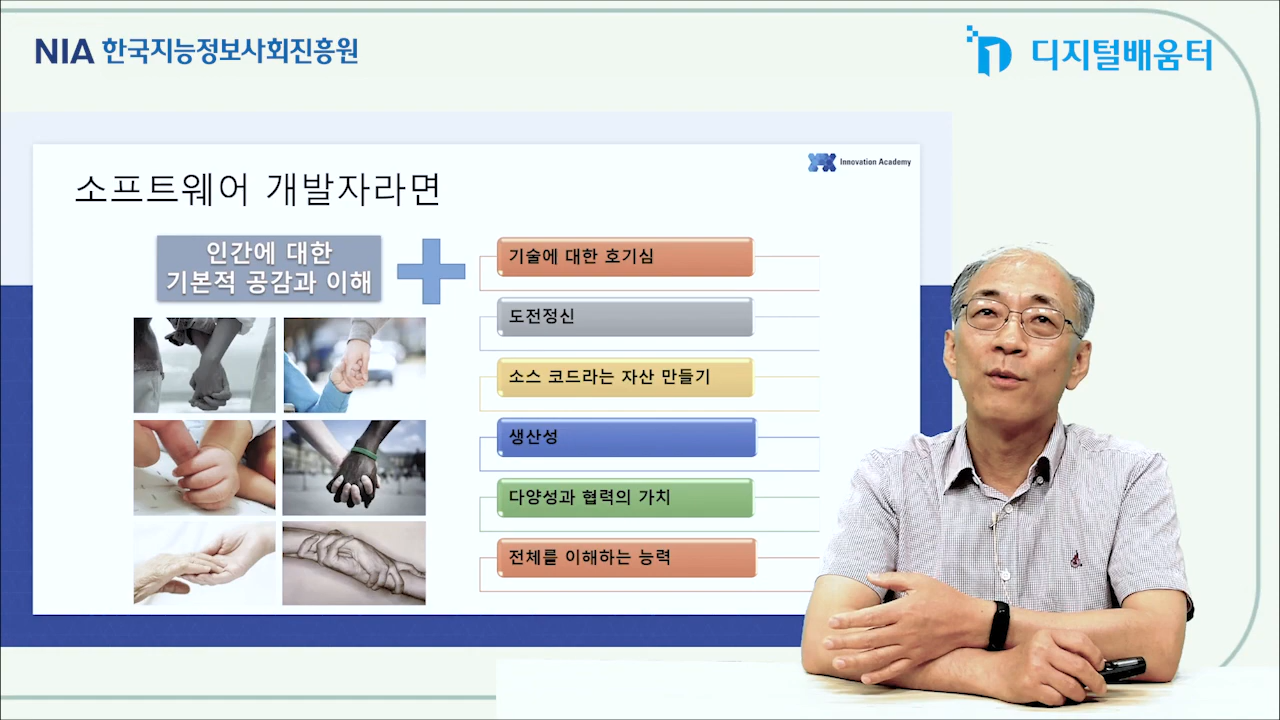 NIA 한국지능정보사회진흥원
디지털배움터
Innovation Academy
소프트웨어 개발자라면
인간에 대한
기본적 공감과 이해
기술에 대한 호기심
도전정신
소스 코드라는 자산 만들기
생산성
다양성과 협력의 가치
전체를 이해하는 능력